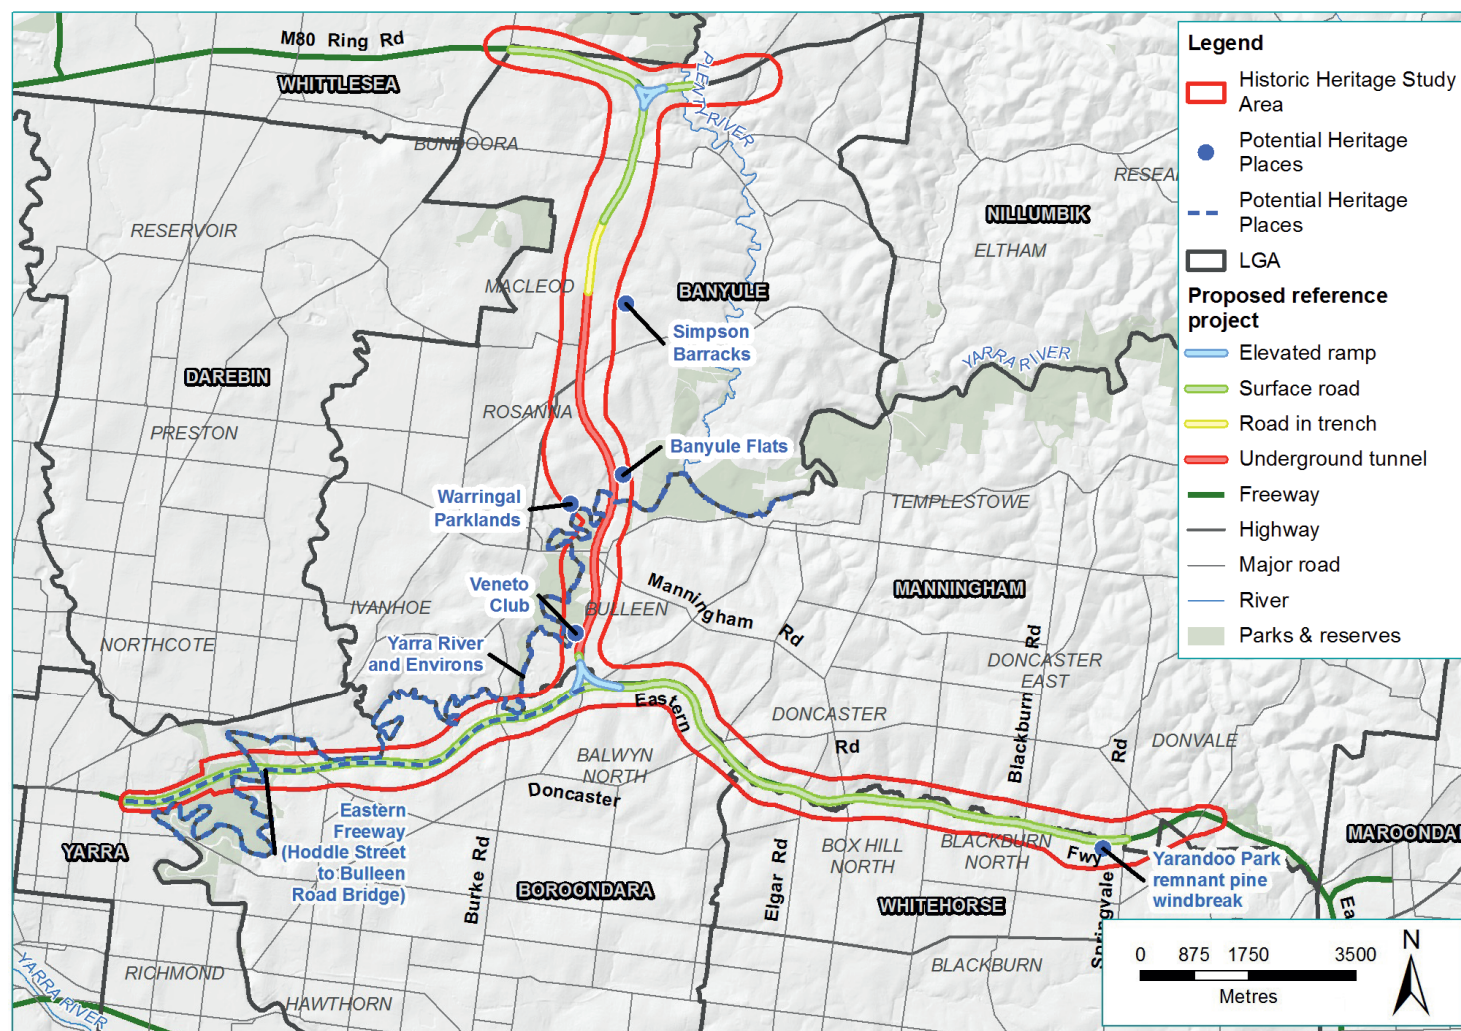 M80 Ring Rd
WHITTLESEA
PLENTY RIVER
BUNDOORA
RESERVOIR
NILLUMBIK
ELTHAM
MACLEOD
BANYULE
Simpson
Barracks
YARRA RIVER
DAREBIN
ROSANNA
PRESTON
Banyule Flats
Warringal
Parklands
TEMPLESTOWE
Veneto
Club
Manningham Rd
MANNINGHAM
IVANHOE
BULLEEN
NORTHCOTE
Yarra River
and Environs
DONCASTER
EAST
Eastern
DONCASTER
Blackburn Rd
DONVALE
BALWYN
NORTH
Doncaster
Rd
Eastern
Freeway
(Hoddle Street
to Bulleen
Road Bridge)
YARRA
Burke Rd
BOROONDARA
Elgar Rd
BOX HILL
NORTH
BLACKBURN
NORTH
Fwy
Yarandoo Park
remnant pine
windbreak
Springvale
Rd
WHITEHORSE
BLACKBURN
RICHMOND
HAWTHORN
YARRA RIVER
Legend
Historic Heritage Study
Area
Potential Heritage
Places
Potential Heritage
Places
LGA
Proposed reference
project
Elevated ramp
Surface road
Road in trench
Underground tunnel
Freeway
Highway
Major road
River
Parks & reserves
0 875 1750 3500
Metres
N